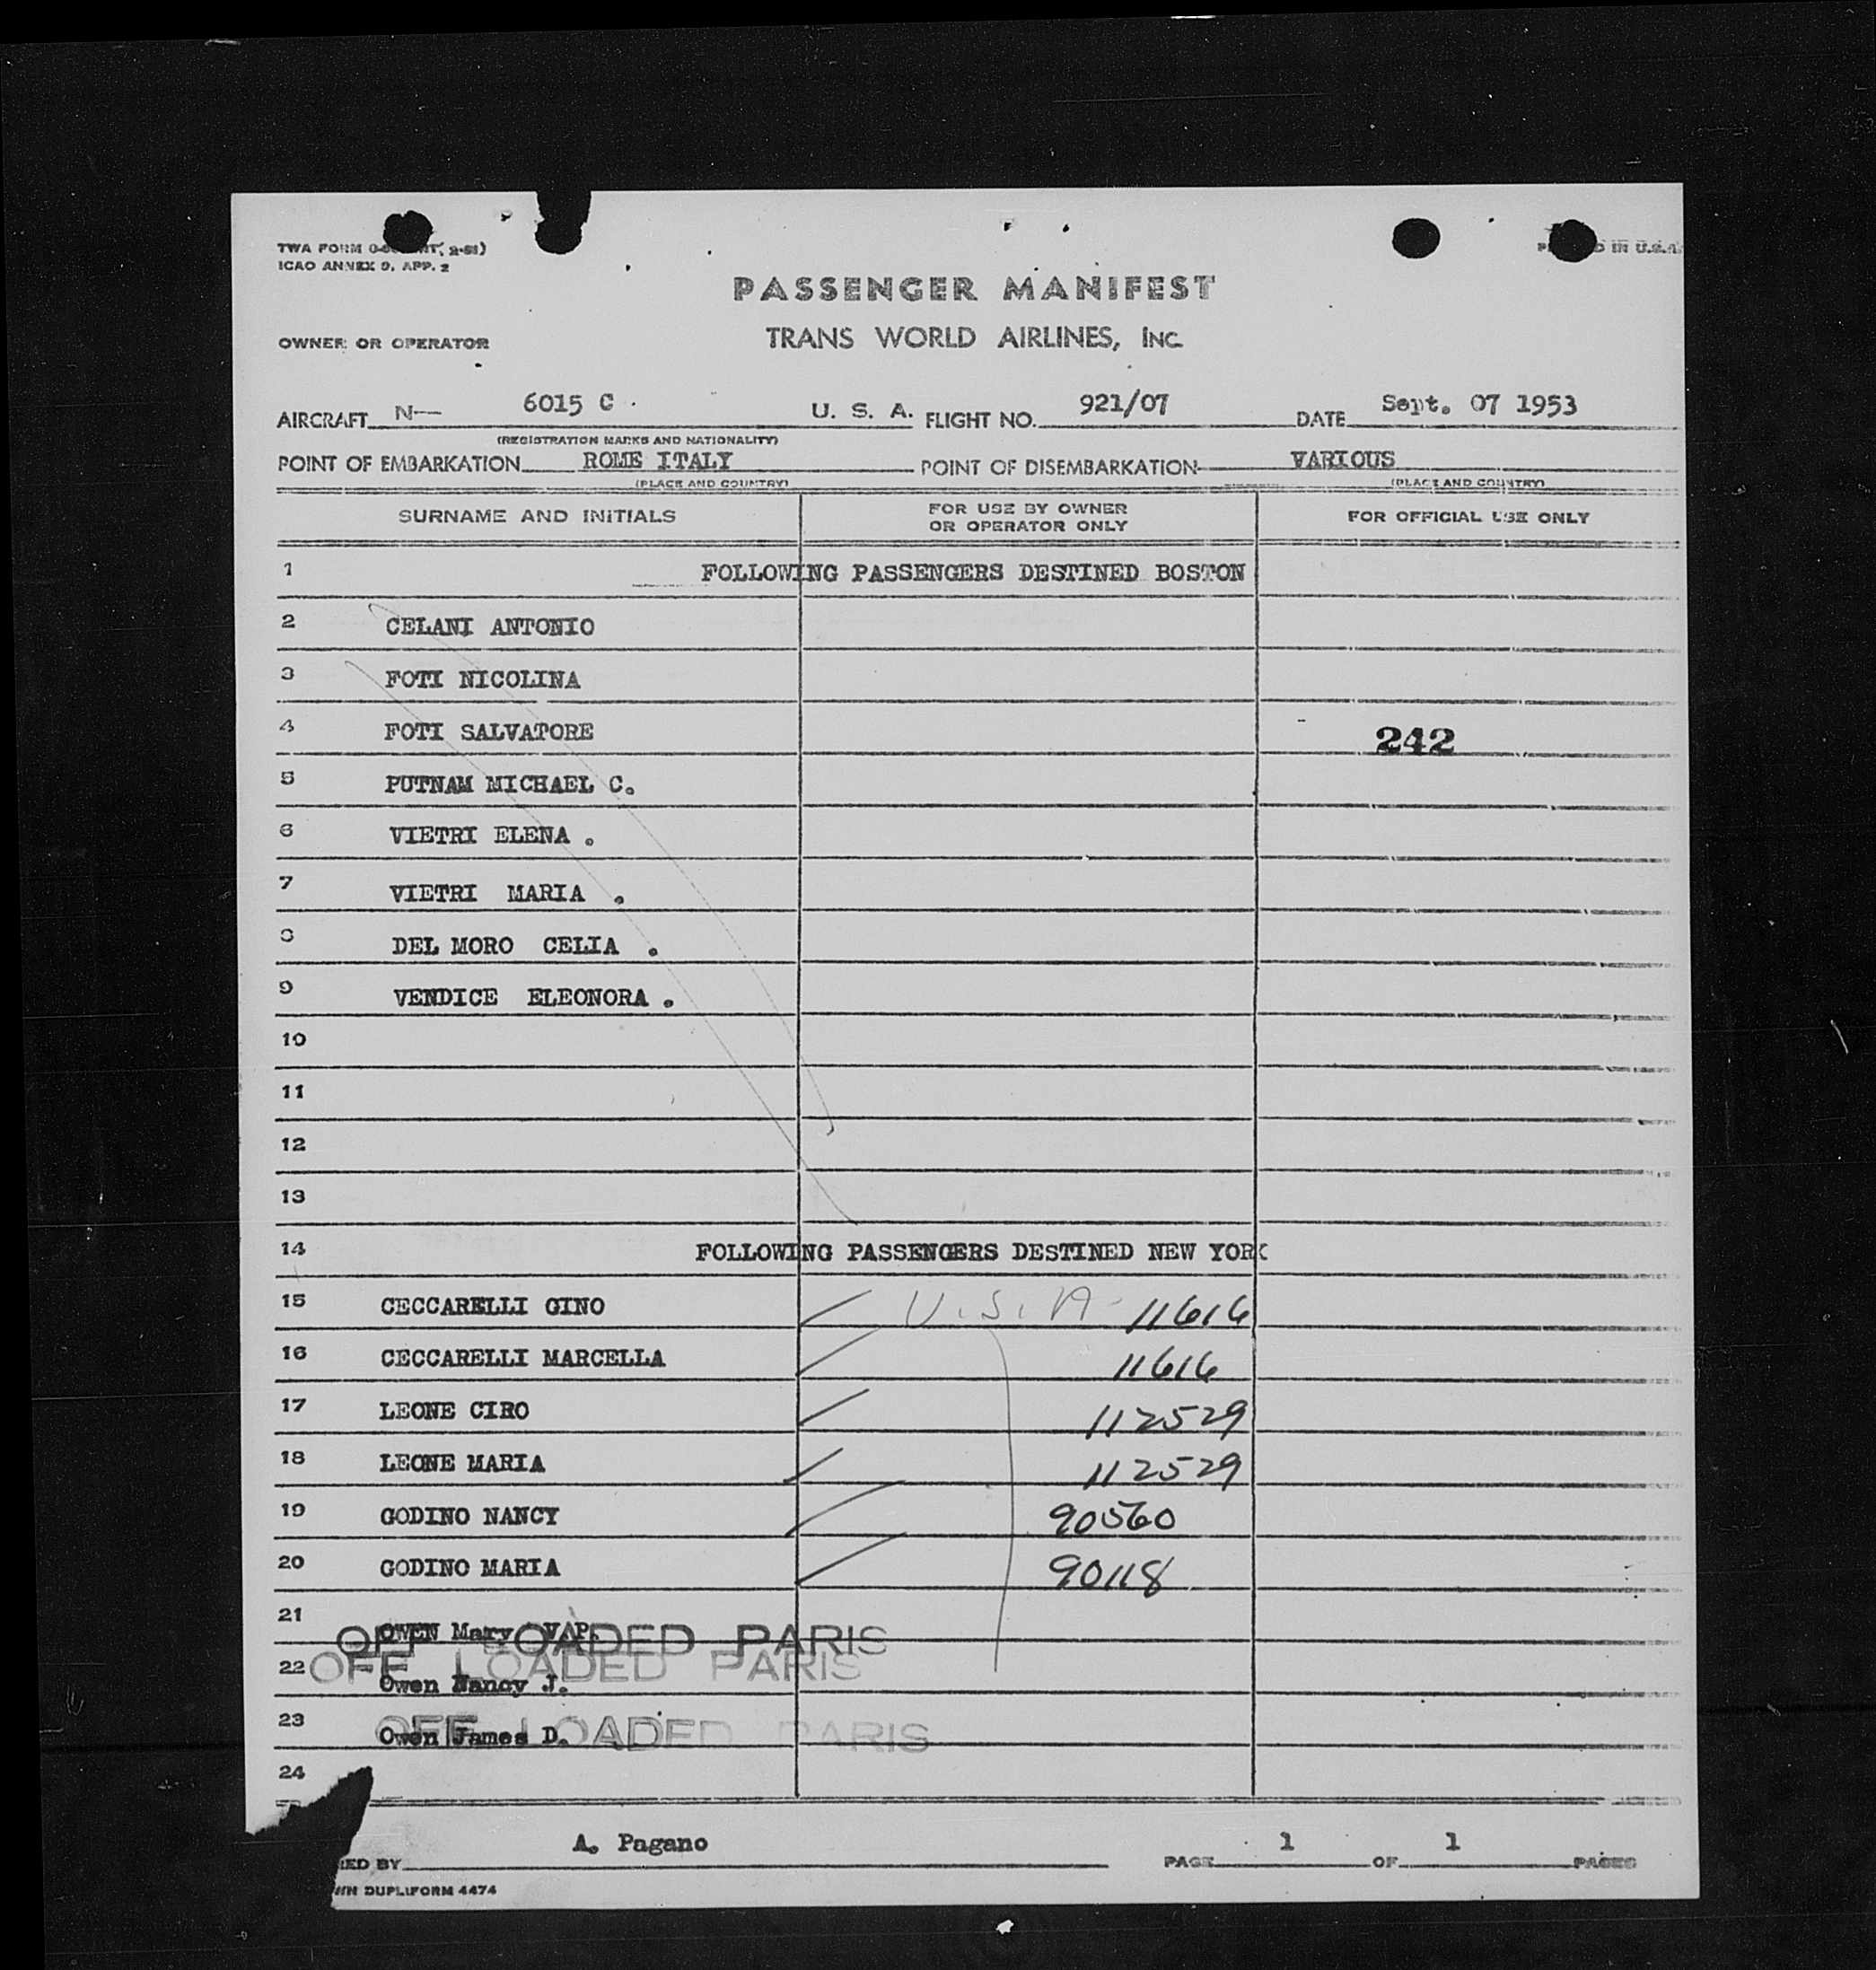 TWA FORM 2-51)
ICAO ANNEX 9, APP. 2
IN U.S.A.
PASSENGER MANIFEST
OWNER OR OPERATOR TRANS WORLD AIRLINES, INC.
AIRCRAFT N— 6015 C . U. S. A. FLIGHT NO. 921/07 DATE Sept. 07 1953
(REGISTRATION MARKS AND NATIONALITY)
POINT OF EMBARKATION ROME ITALY POINT OF DISEMBARKATION VARIOUS
(PLACE AND COUNTRY) (PLACE AND COUNTRY)
SURNAME AND INITIALS FOR USE BY OWNER OR OPERATOR ONLY FOR OFFICIAL USE ONLY
1 FOLLOWING PASSENGERS DESTINED BOSTON
2 CELANI ANTONIO
3 FOTI NICOLINA
4 FOTI SALVATORE 242
5 PUTNAM MICHAEL C.
6 VIETRI ELENA .
7 VIETRI MARIA .
8 DEL MORO CELIA .
9 VENDICE ELEONORA .
10
11
12
13
14 FOLLOWING PASSENGERS DESTINED NEW YORK
15 CECCARELLI GINO U.S.A. 11616
16 CECCARELLI MARCELLA 11616
17 LEONE CIRO 112529
18 LEONE MARIA 112529
19 GODINO NANCY 90560
20 GODINO MARIA 90118
21 OWEN Mary V.P.
OFF LOADED PARIS
22 Owen Nancy J.
OFF LOADED PARIS
23 Owen James D.
OFF LOADED PARIS
24
A. Pagano
BY PAGE 1 OF 1 PAGES
DUPLIFORM 4474